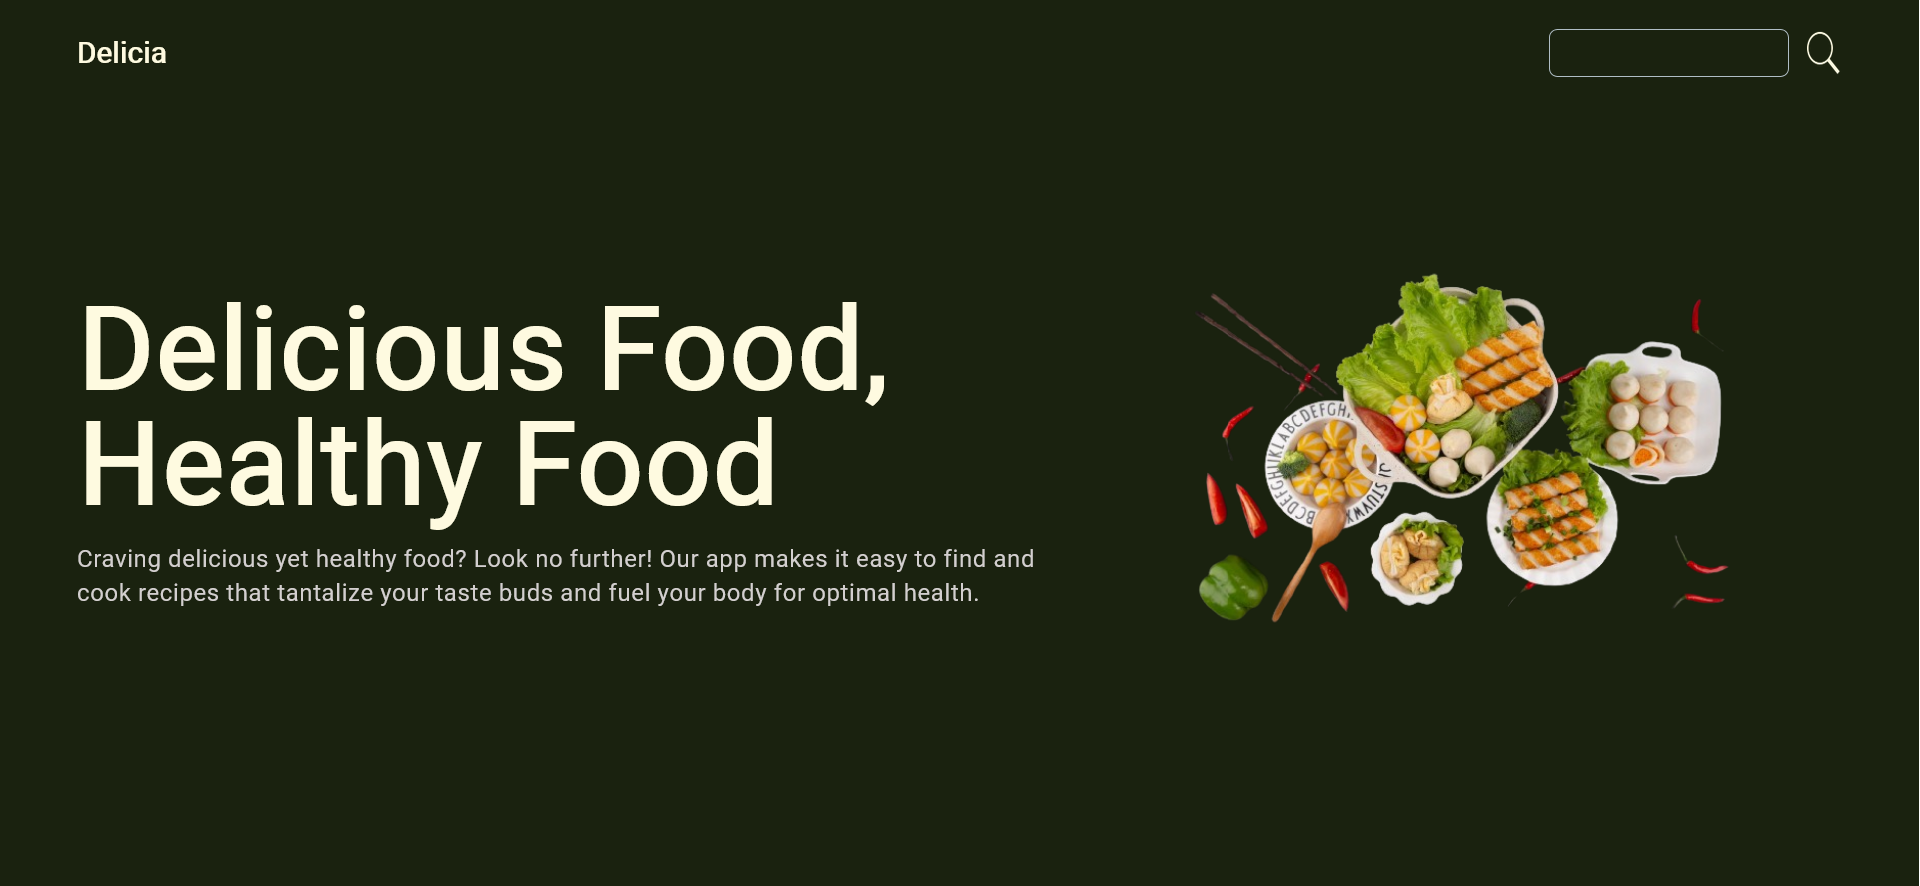 Delicia
Delicious Food,
Healthy Food
Craving delicious yet healthy food? Look no further! Our app makes it easy to find and
cook recipes that tantalize your taste buds and fuel your body for optimal health.